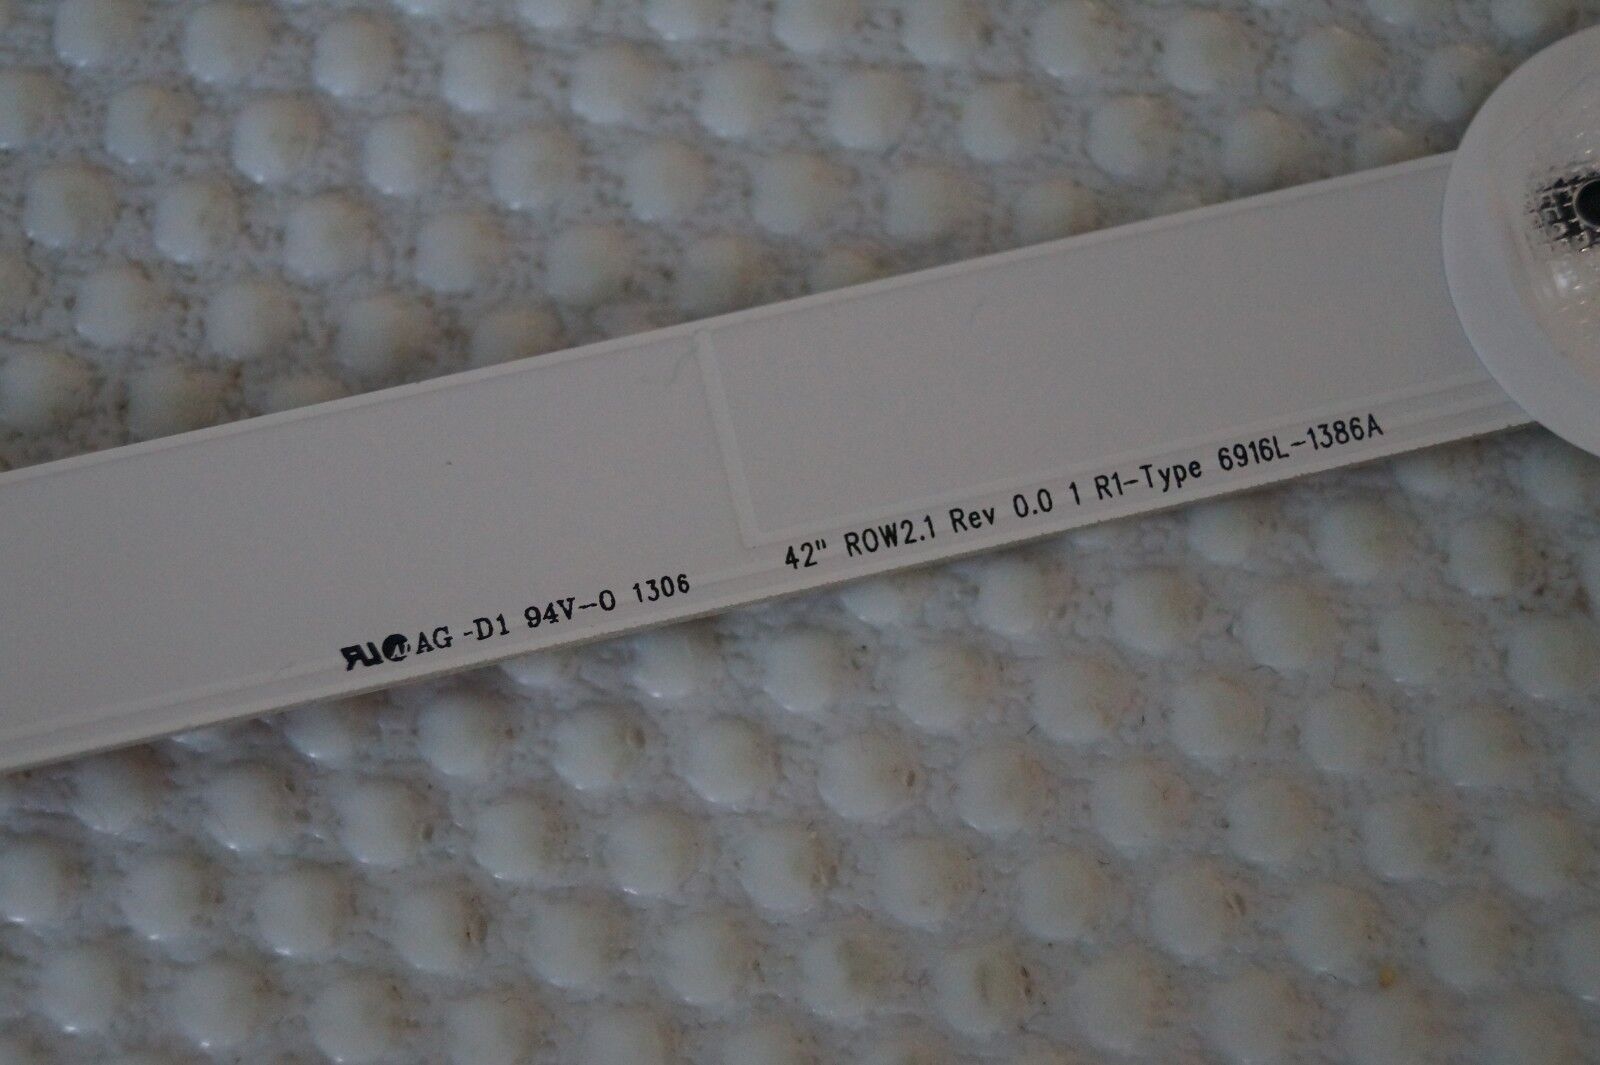 AG -D1 94V-0 1306
42" ROW2.1 Rev 0.0 1 R1-Type 6916L-1386A